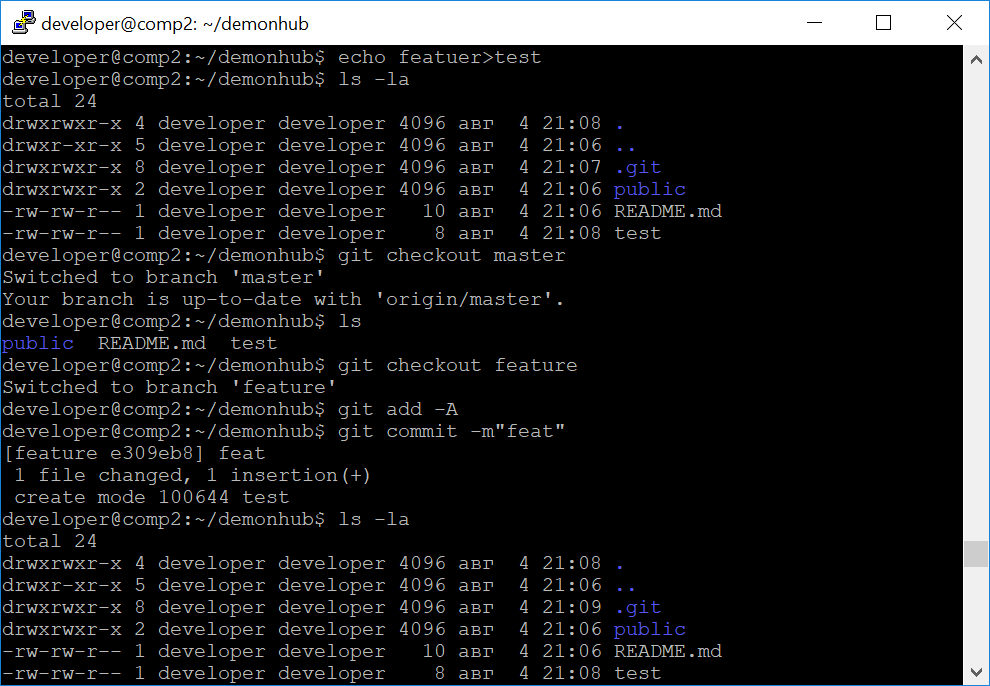 developer@comp2: ~/demonhub
developer@comp2:~/demonhub$ echo featuer>test
developer@comp2:~/demonhub$ ls -la
total 24
drwxrwxr-x 4 developer developer 4096 авг  4 21:08 .
drwxr-xr-x 5 developer developer 4096 авг  4 21:06 ..
drwxrwxr-x 8 developer developer 4096 авг  4 21:07 .git
drwxrwxr-x 2 developer developer 4096 авг  4 21:06 public
-rw-rw-r-- 1 developer developer   10 авг  4 21:06 README.md
-rw-rw-r-- 1 developer developer    8 авг  4 21:08 test
developer@comp2:~/demonhub$ git checkout master
Switched to branch 'master'
Your branch is up-to-date with 'origin/master'.
developer@comp2:~/demonhub$ ls
public  README.md  test
developer@comp2:~/demonhub$ git checkout feature
Switched to branch 'feature'
developer@comp2:~/demonhub$ git add -A
developer@comp2:~/demonhub$ git commit -m"feat"
[feature e309eb8] feat
 1 file changed, 1 insertion(+)
 create mode 100644 test
developer@comp2:~/demonhub$ ls -la
total 24
drwxrwxr-x 4 developer developer 4096 авг  4 21:08 .
drwxr-xr-x 5 developer developer 4096 авг  4 21:06 ..
drwxrwxr-x 8 developer developer 4096 авг  4 21:09 .git
drwxrwxr-x 2 developer developer 4096 авг  4 21:06 public
-rw-rw-r-- 1 developer developer   10 авг  4 21:06 README.md
-rw-rw-r-- 1 developer developer    8 авг  4 21:08 test